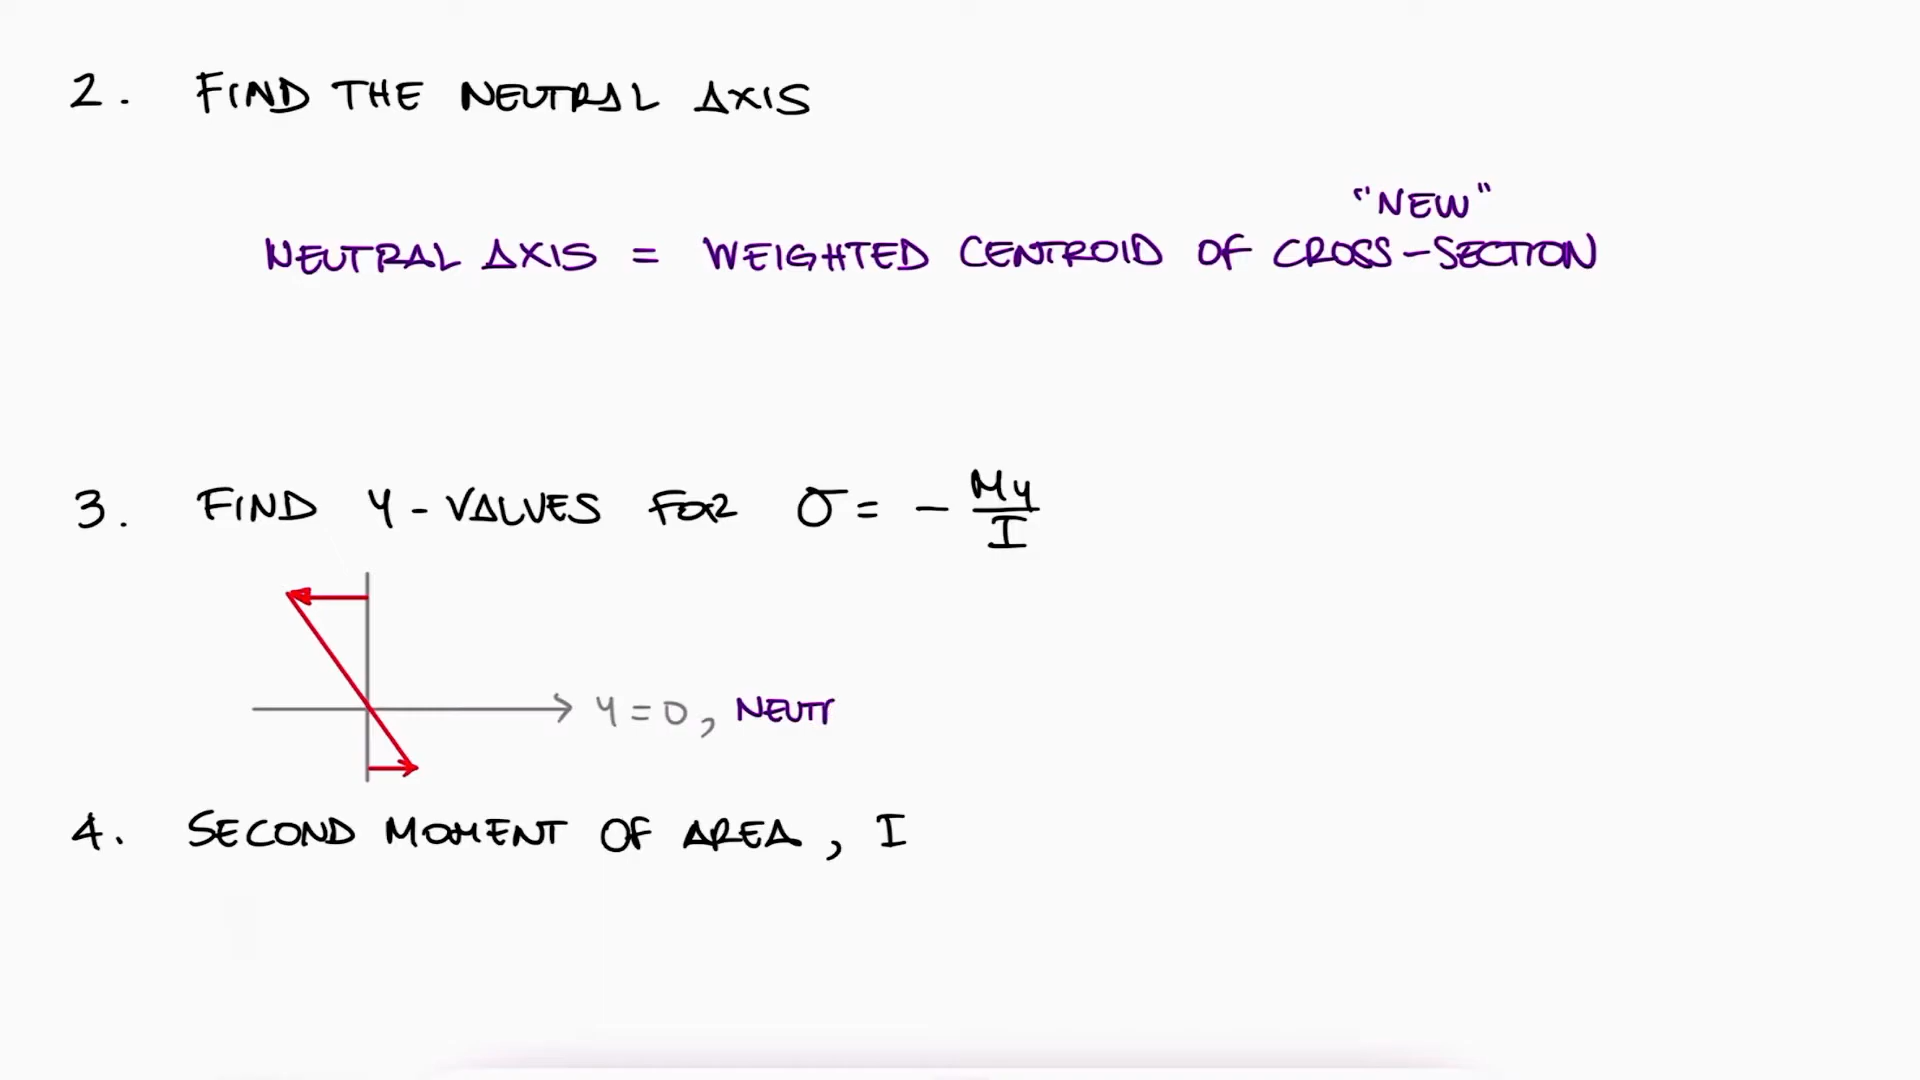 2. FIND THE NEUTRAL AXIS
"NEW"
NEUTRAL AXIS = WEIGHTED CENTROID OF CROSS-SECTION
3. FIND Y-VALUES FOR σ = - My/I
y = 0, NEUT
4. SECOND MOMENT OF AREA, I